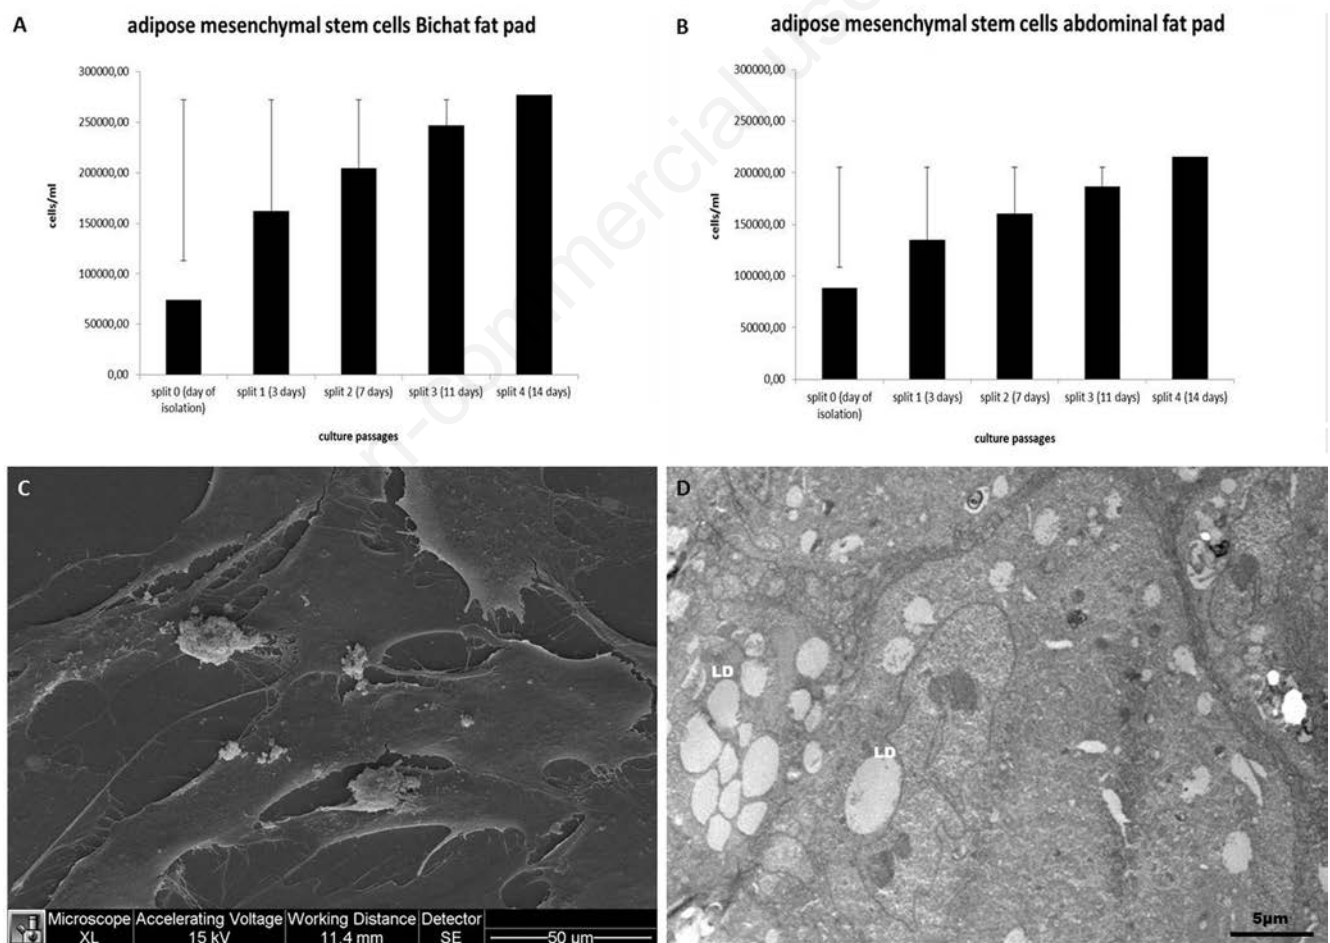 A
adipose mesenchymal stem cells Bichat fat pad
300000,00
250000,00
200000,00
150000,00
100000,00
50000,00
0,00
cells/ml
split 0 (day of
isolation)
split 1 (3 days)
split 2 (7 days)
split 3 (11 days)
split 4 (14 days)
culture passages
B
adipose mesenchymal stem cells abdominal fat pad
300000,00
250000,00
200000,00
150000,00
100000,00
50000,00
0,00
cells/ml
split 0 (day of
isolation)
split 1 (3 days)
split 2 (7 days)
split 3 (11 days)
split 4 (14 days)
culture passages
n-commercial us
C
Microscope Accelerating Voltage Working Distance Detector
XL 15 kV 11.4 mm SE 50 µm
D
LD
LD
5µm